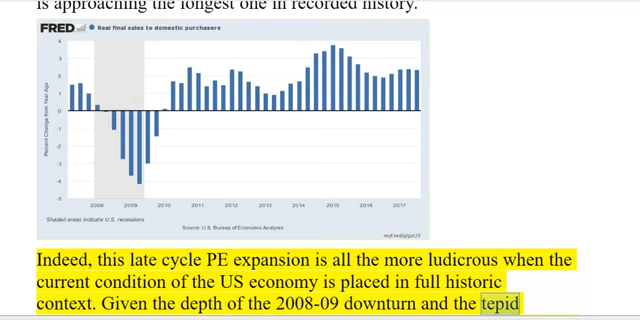 is approaching the longest one in recorded history.
FRED Real final sales to domestic purchasers
4
3
2
1
0
-1
-2
-3
-4
-5
Percent Change from Year Ago
2008 2009 2010 2011 2012 2013 2014 2015 2016 2017
Shaded areas indicate U.S. recessions
Source: U.S. Bureau of Economic Analysis
Indeed, this late cycle PE expansion is all the more ludicrous when the
current condition of the US economy is placed in full historic
context. Given the depth of the 2008-09 downturn and the tepid